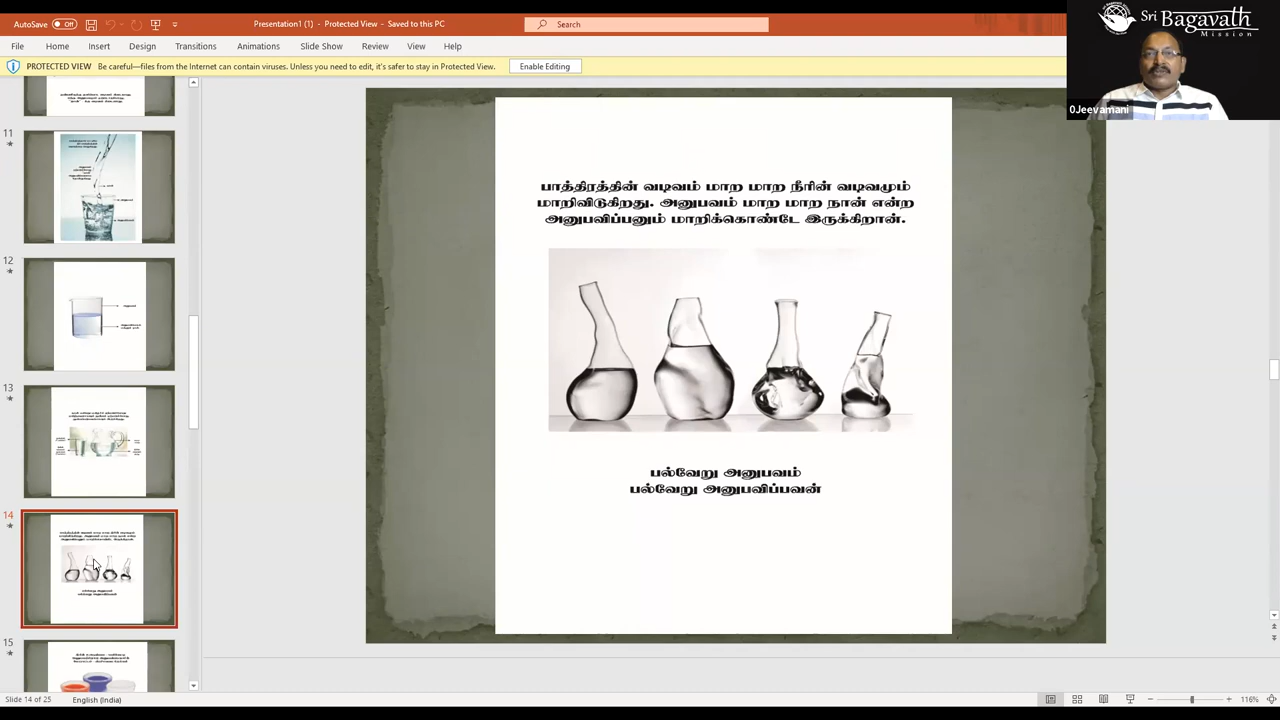 AutoSave Off
Presentation1 (1) - Protected View - Saved to this PC
Search
File Home Insert Design Transitions Animations Slide Show Review View Help
PROTECTED VIEW Be careful—files from the Internet can contain viruses. Unless you need to edit, it's safer to stay in Protected View. Enable Editing
Sri Bagavath
Mission
0Jeevamani
11
12
13
14
15
பாத்திரத்தின் வடிவம் மாற மாற நீரின் வடிவமும்
மாறிவிடுகிறது. அனுபவம் மாற மாற நான் என்ற
அனுபவிப்பனும் மாறிக்கொண்டே இருக்கிறான்.
பல்வேறு அனுபவம்
பல்வேறு அனுபவிப்பவன்
Slide 14 of 25 English (India) 116%